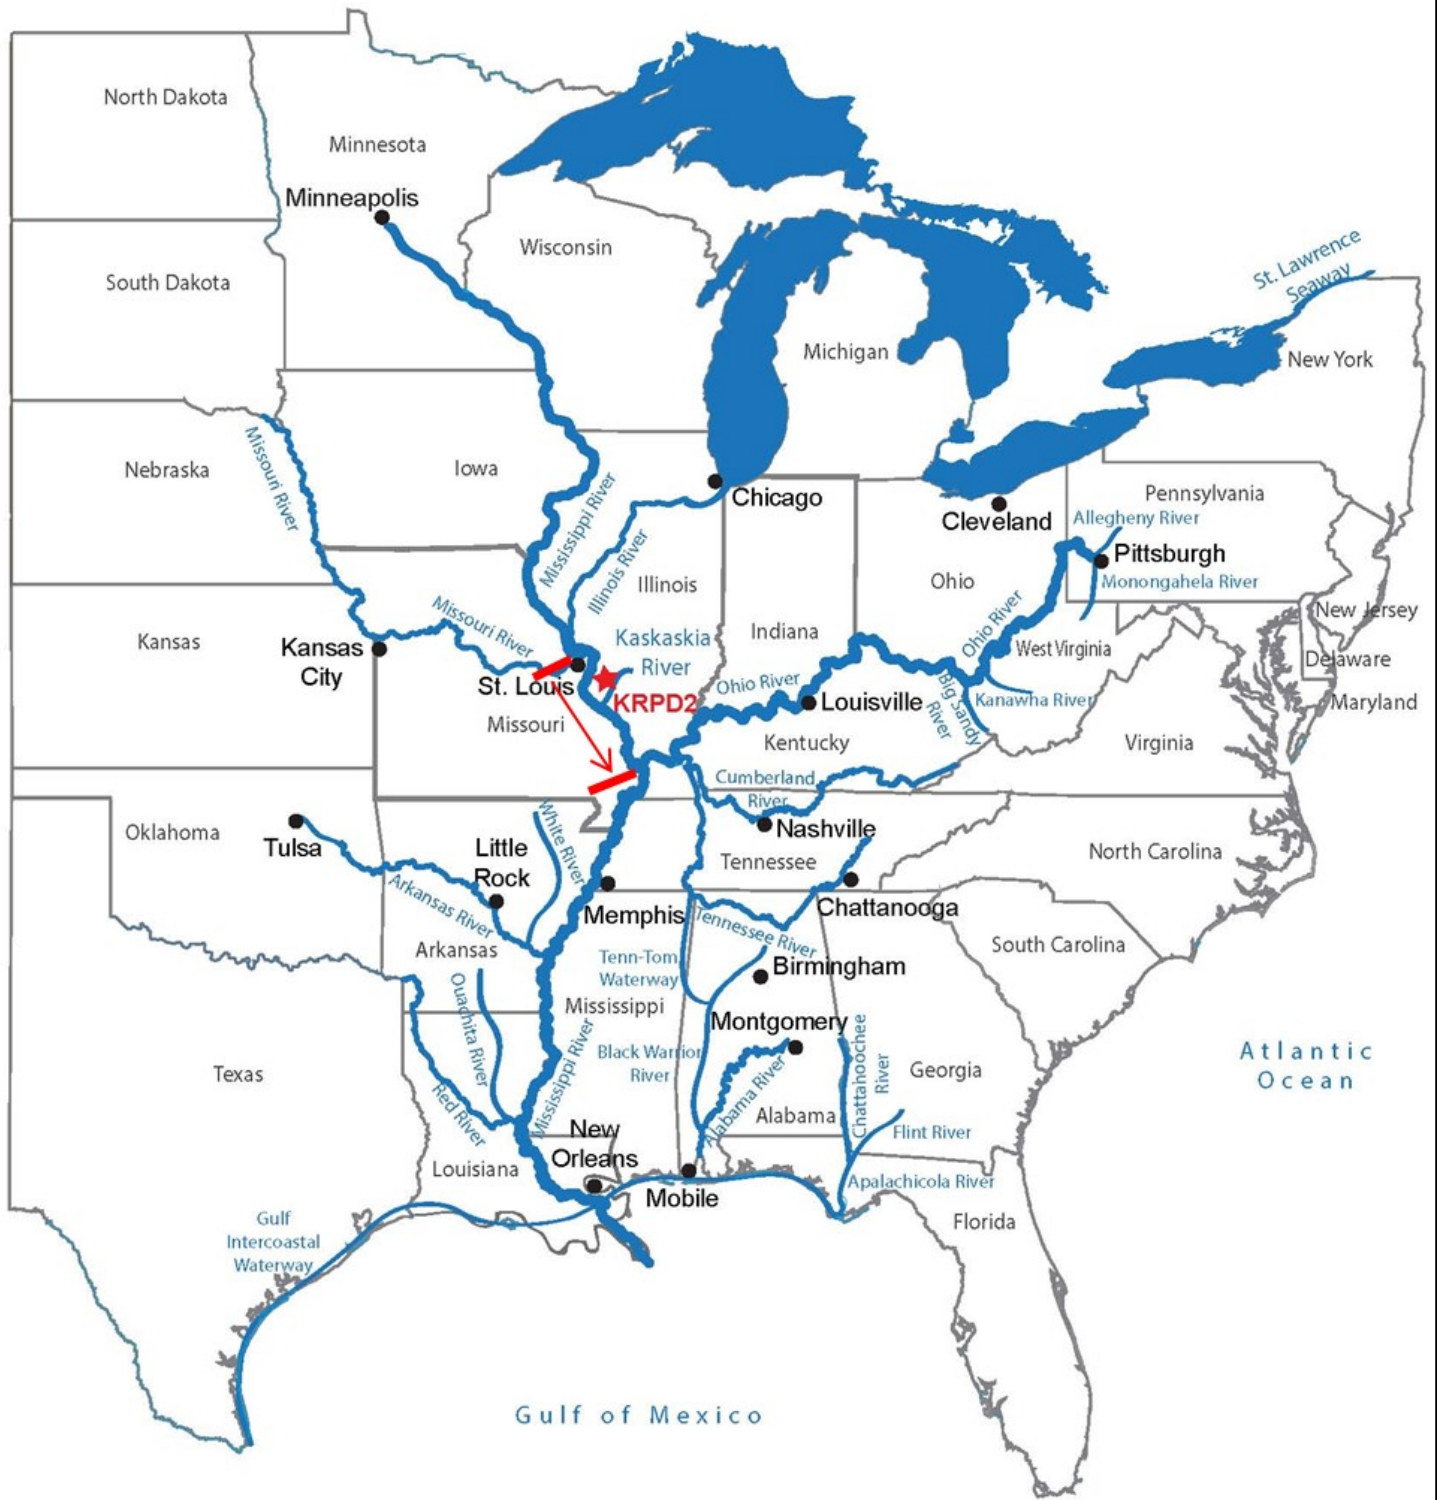 North Dakota
Minnesota
Minneapolis
Wisconsin
South Dakota
St. Lawrence
Seaway
Michigan
New York
Nebraska
Missouri River
Iowa
Mississippi River
Chicago
Cleveland
Pennsylvania
Allegheny River
Pittsburgh
Monongahela River
Illinois River
Illinois
Ohio
Ohio River
New Jersey
Kansas
Kansas
City
Missouri River
Kaskaskia
River
Indiana
West Virginia
Delaware
Maryland
St. Louis
KRPD2
Missouri
Ohio River
Louisville
Big Sandy
River
Kanawha River
Kentucky
Virginia
Cumberland
River
Oklahoma
Tulsa
White River
Little
Rock
Nashville
Tennessee
North Carolina
Arkansas River
Memphis
Chattanooga
Arkansas
Tennessee River
South Carolina
Tenn-Tom
Waterway
Birmingham
Ouachita River
Mississippi
Montgomery
Mississippi River
Black Warrior
River
Alabama River
Chattahoochee
River
Georgia
Atlantic
Ocean
Texas
Red River
Alabama
Flint River
New
Orleans
Louisiana
Mobile
Apalachicola River
Florida
Gulf
Intercoastal
Waterway
Gulf of Mexico